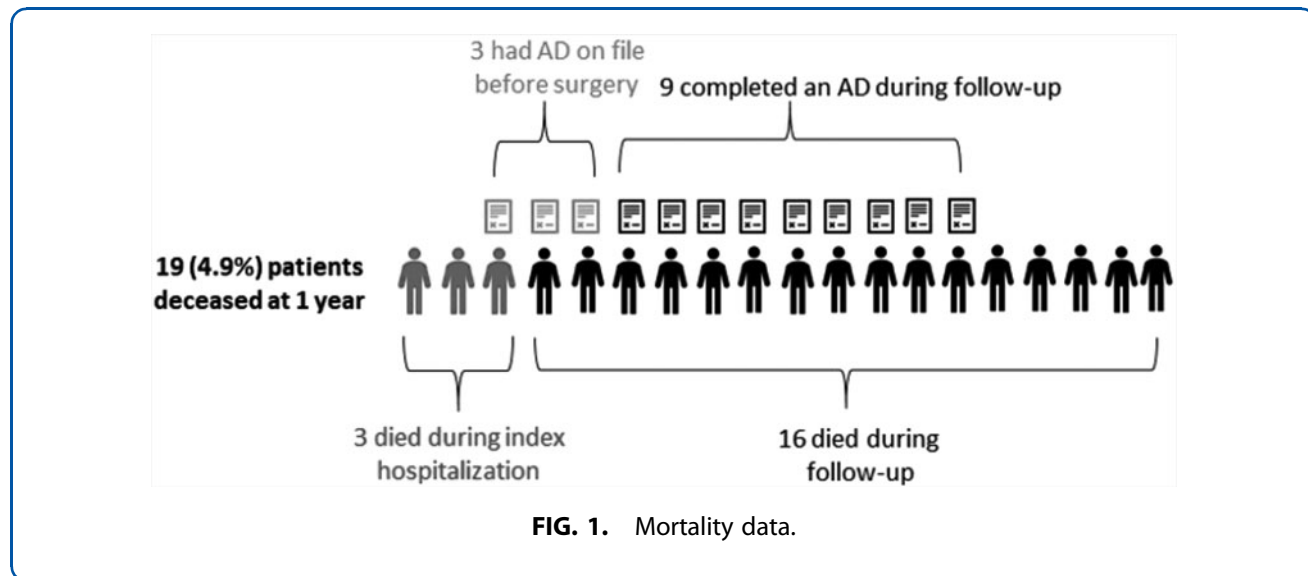 3 had AD on file
before surgery
9 completed an AD during follow-up
19 (4.9%) patients
deceased at 1 year
3 died during index
hospitalization
16 died during
follow-up
FIG. 1. Mortality data.